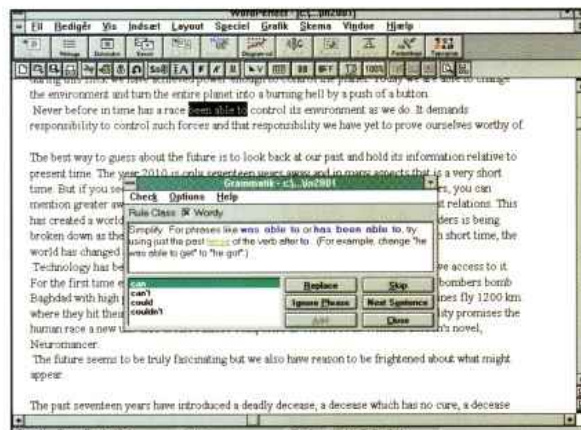 WordPerfect - [c:\...\jn2001]
Fil Redigér Vis Indsæt Layout Speciel Grafik Skema Vindue Hjælp
the environment and turn the entire planet into a burning hell by a push of a button.
Never before in time has a race been able to control its environment as we do. It demands
responsibility to control such forces and that responsibility we have yet to prove ourselves worthy of.
The best way to guess about the future is to look back at our past and hold its information relative to
present time. The year 2010 is only seventeen years away and in many aspects that is a very short
time. But if you see rs, you can
mention greater aw st relations. This
has created a world ders is being
broken down as the n short time, the
world has changed
Technology has be we access to it.
For the first time e bombers bomb
Baghdad with high p nes fly 1200 km
where they hit their ity promises the
human race a new n's novel,
Neuromancer.
The future seems to be truly fascinating but we also have reason to be frightened about what might
appear.
The past seventeen years have introduced a deadly decease, a decease which has no cure, a decease
Grammatik - c:\...\jn2001
Check Options Help
Rule Class: Wordy
Simplify. For phrases like was able to or has been able to, try
using just the past tense of the verb after to. (For example, change "he
was able to get" to "he got".)
can
can't
could
couldn't
Replace Skip
Ignore Phrase Next Sentence
Add Close